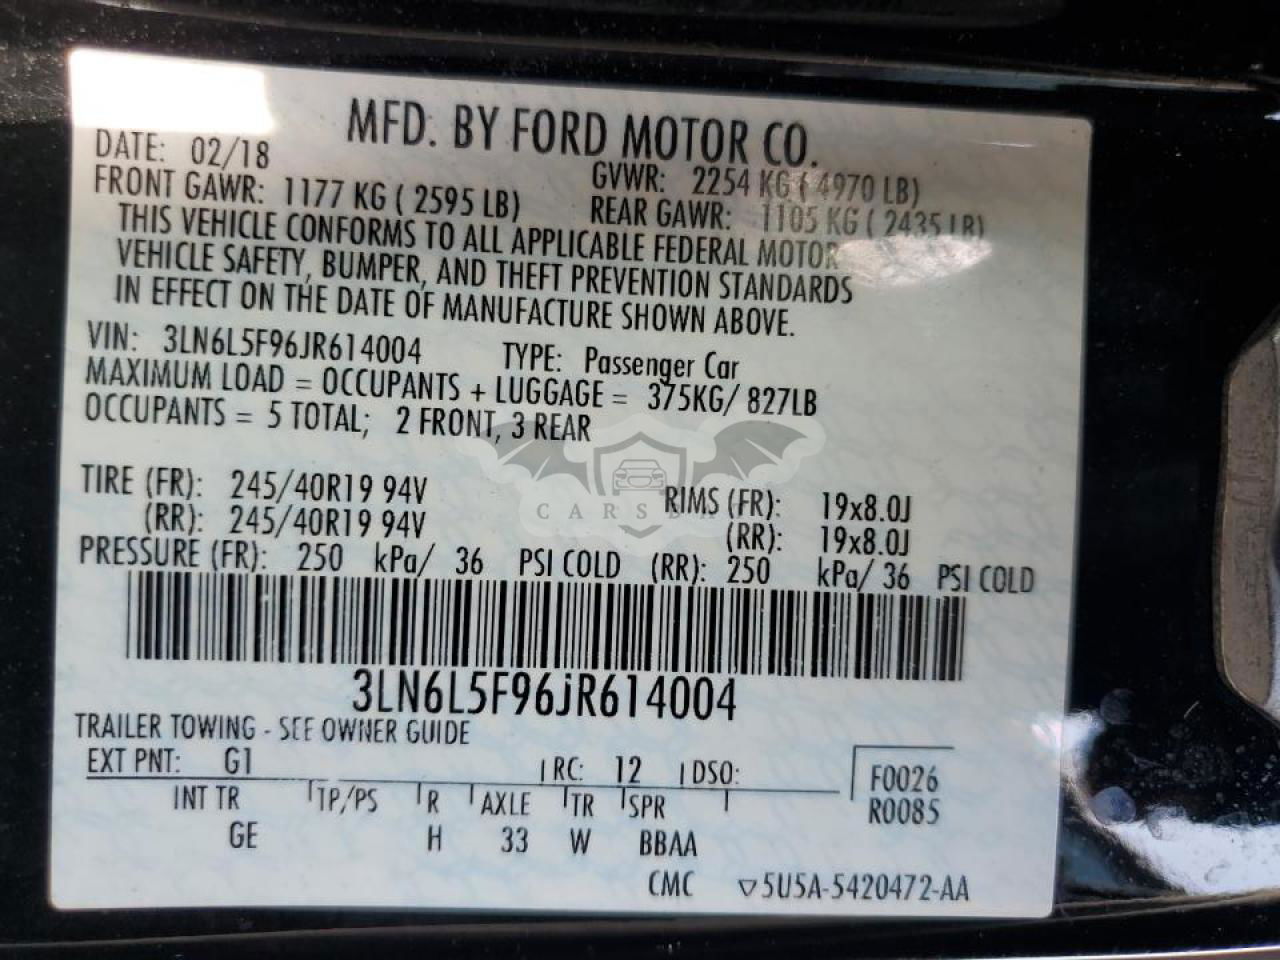 MFD. BY FORD MOTOR CO.
DATE: 02/18 GVWR: 2254 KG ( 4970 LB)
FRONT GAWR: 1177 KG ( 2595 LB) REAR GAWR: 1105 KG ( 2435 LB)
THIS VEHICLE CONFORMS TO ALL APPLICABLE FEDERAL MOTOR
VEHICLE SAFETY, BUMPER, AND THEFT PREVENTION STANDARDS
IN EFFECT ON THE DATE OF MANUFACTURE SHOWN ABOVE.
VIN: 3LN6L5F96JR614004 TYPE: Passenger Car
MAXIMUM LOAD = OCCUPANTS + LUGGAGE = 375KG/ 827LB
OCCUPANTS = 5 TOTAL; 2 FRONT, 3 REAR
TIRE (FR): 245/40R19 94V RIMS (FR): 19x8.0J
(RR): 245/40R19 94V (RR): 19x8.0J
PRESSURE (FR): 250 kPa/ 36 PSI COLD (RR): 250 kPa/ 36 PSI COLD
3LN6L5F96JR614004
TRAILER TOWING - SEE OWNER GUIDE
EXT PNT: G1 RC: 12 DSO: F0026
INT TR TP/PS R AXLE TR SPR R0085
GE H 33 W BBAA
CMC ▽5U5A-5420472-AA